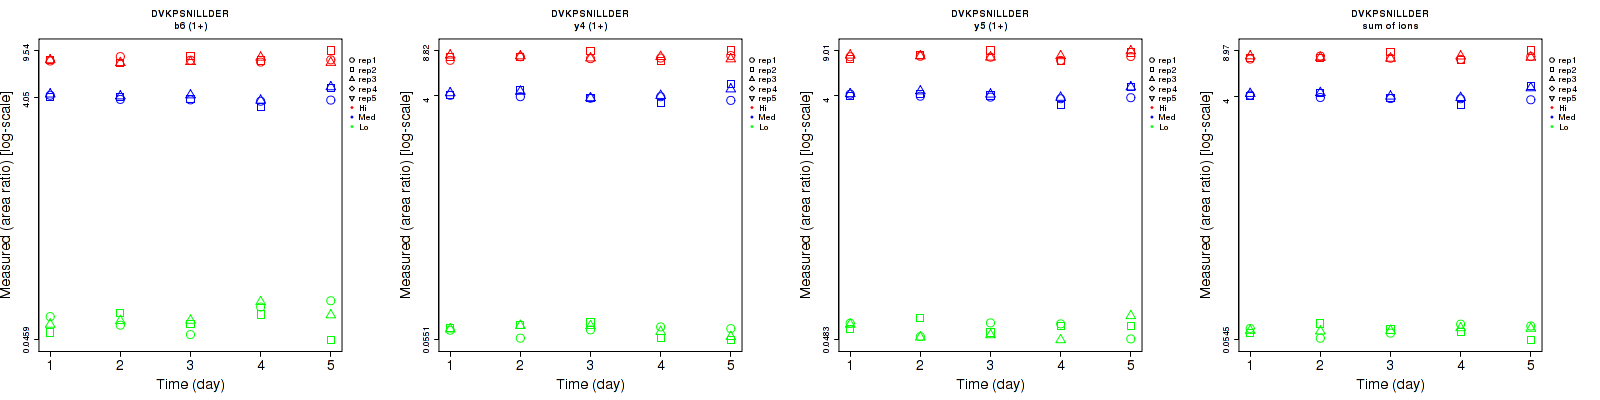 DVKPSNILLDER
b6 (1+)
Measured (area ratio) [log-scale]
9.54
4.05
0.0459
1 2 3 4 5
Time (day)
rep1
rep2
rep3
rep4
rep5
Hi
Med
Lo
DVKPSNILLDER
y4 (1+)
Measured (area ratio) [log-scale]
8.82
4
0.0551
1 2 3 4 5
Time (day)
rep1
rep2
rep3
rep4
rep5
Hi
Med
Lo
DVKPSNILLDER
y5 (1+)
Measured (area ratio) [log-scale]
9.01
4
0.0483
1 2 3 4 5
Time (day)
rep1
rep2
rep3
rep4
rep5
Hi
Med
Lo
DVKPSNILLDER
sum of ions
Measured (area ratio) [log-scale]
8.97
4
0.0545
1 2 3 4 5
Time (day)
rep1
rep2
rep3
rep4
rep5
Hi
Med
Lo